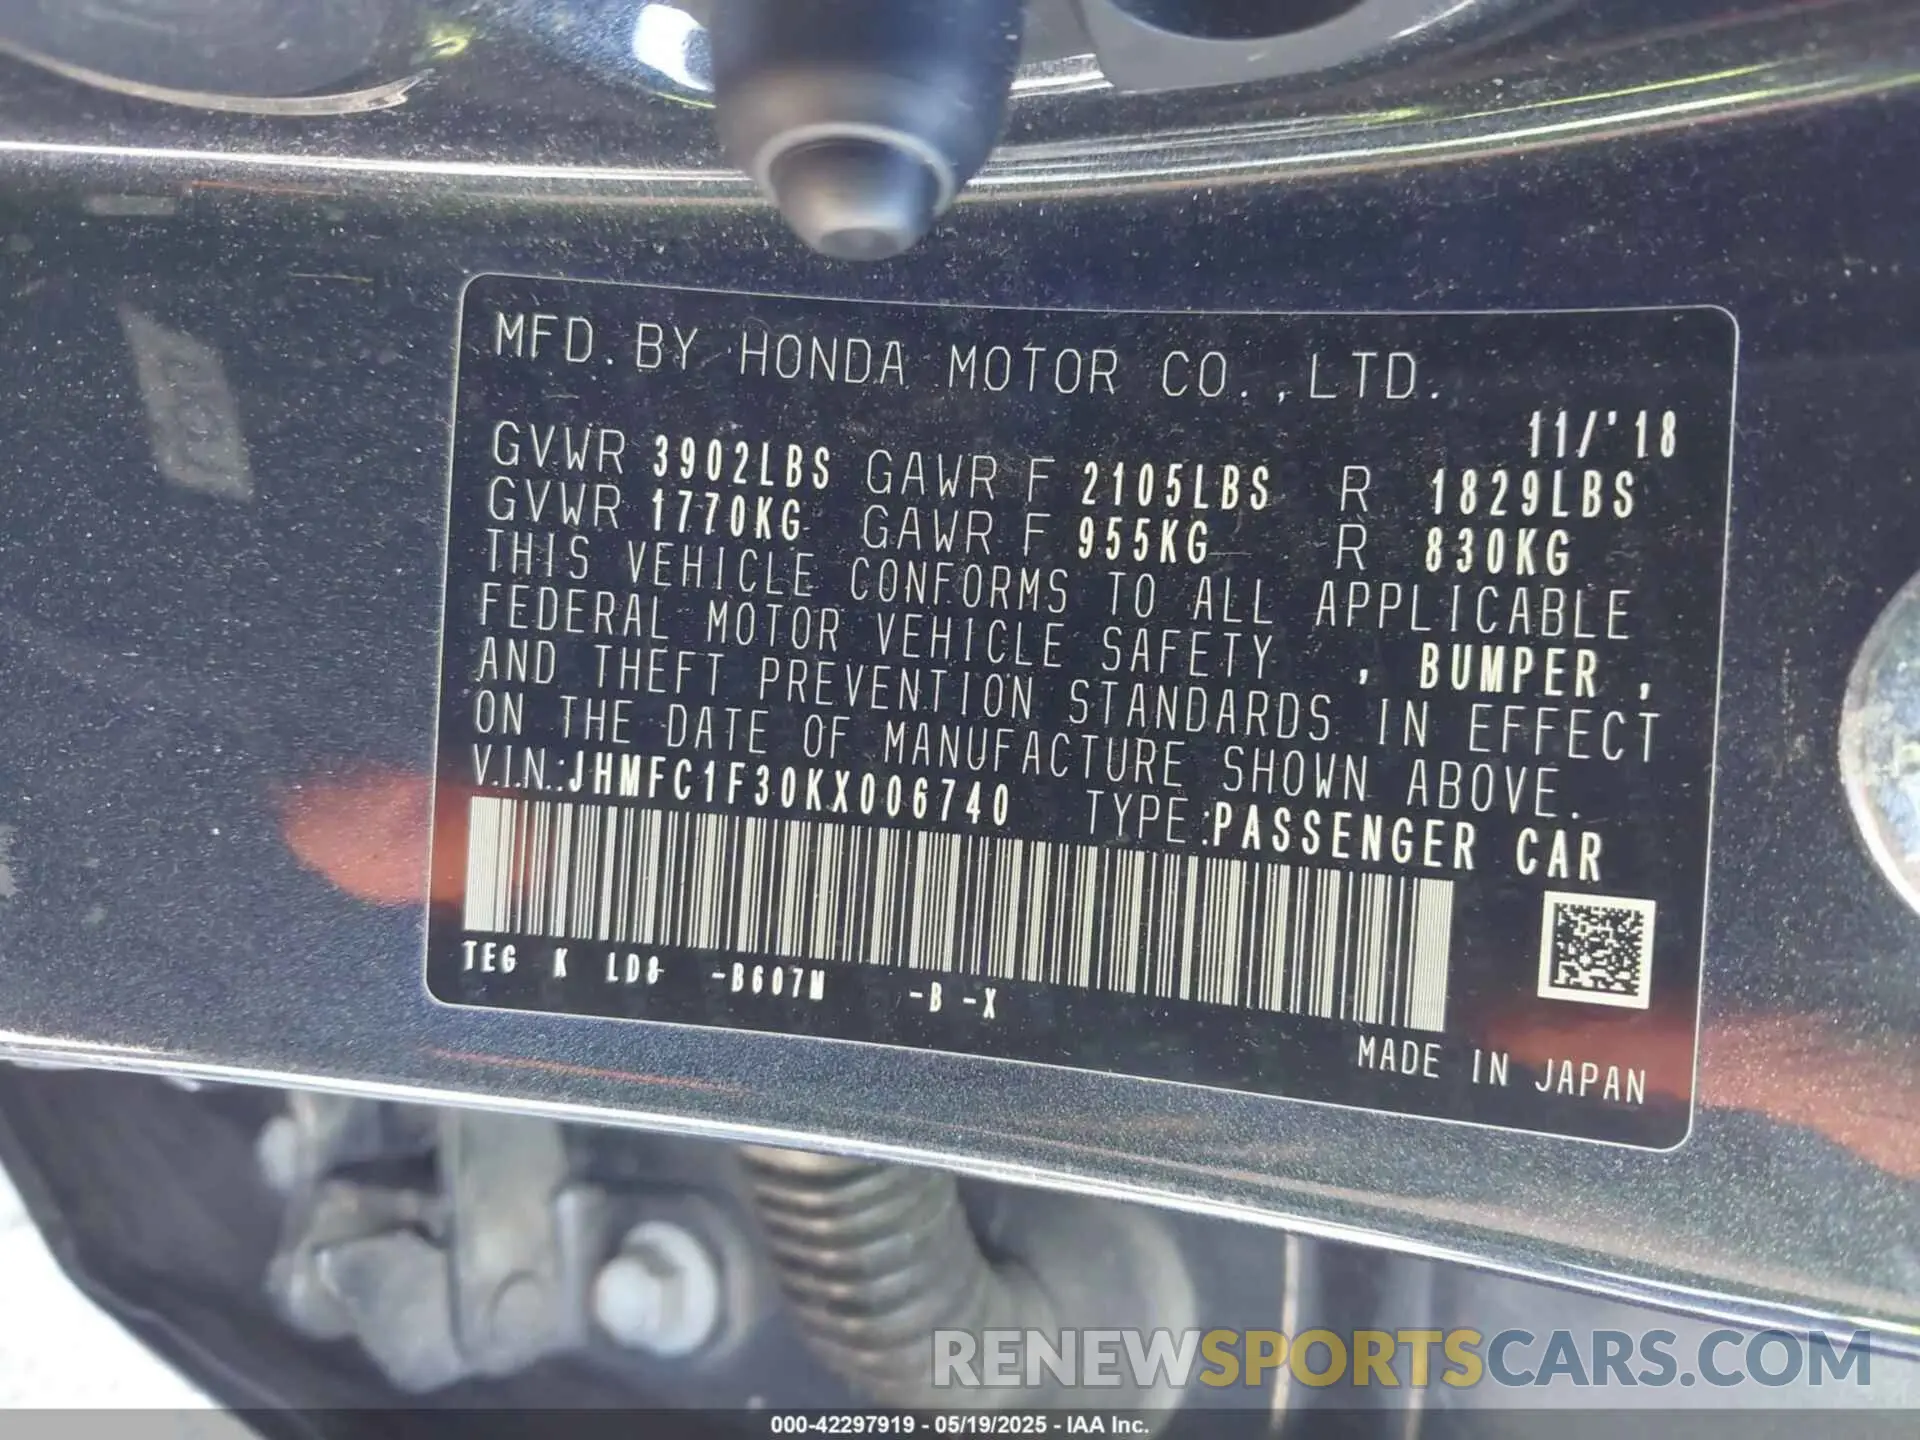 MFD. BY HONDA MOTOR CO.,LTD.
11/'18
GVWR 3902LBS GAWR F 2105LBS R 1829LBS
GVWR 1770KG GAWR F 955KG R 830KG
THIS VEHICLE CONFORMS TO ALL APPLICABLE
FEDERAL MOTOR VEHICLE SAFETY , BUMPER ,
AND THEFT PREVENTION STANDARDS IN EFFECT
ON THE DATE OF MANUFACTURE SHOWN ABOVE.
V.I.N.:JHMFC1F30KX006740 TYPE:PASSENGER CAR
TEG K LD8 -B607M -B -X
MADE IN JAPAN
RENEWSPORTSCARS.COM
000-42297919 - 05/19/2025 - IAA Inc.